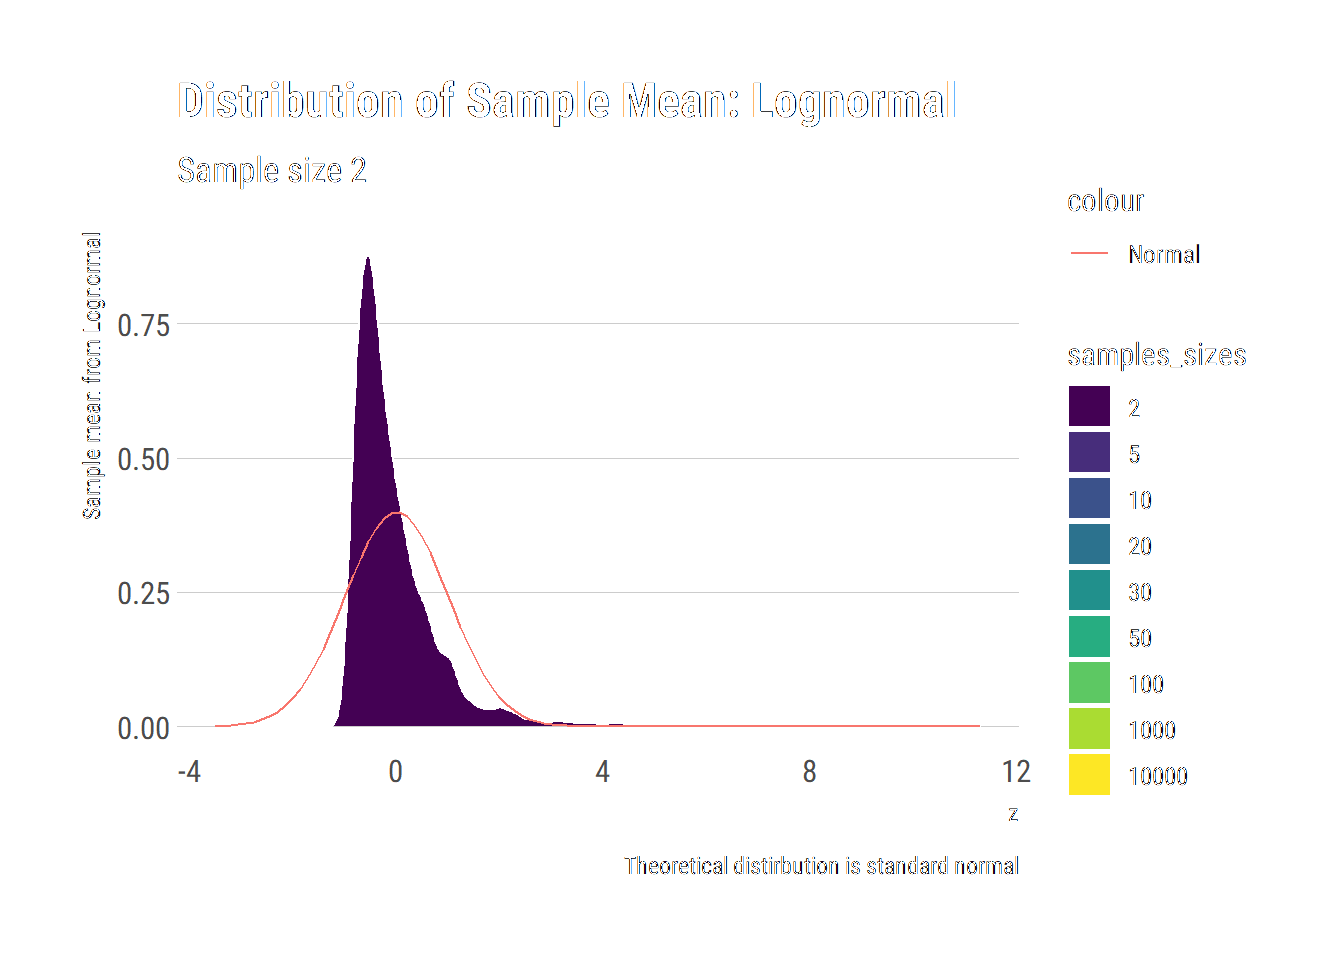 Distribution of Sample Mean: Lognormal
Sample size 2
Sample mean from Lognormal
0.75
0.50
0.25
0.00
-4 0 4 8 12
z
Theoretical distirbution is standard normal
colour
Normal
samples_sizes
2
5
10
20
30
50
100
1000
10000